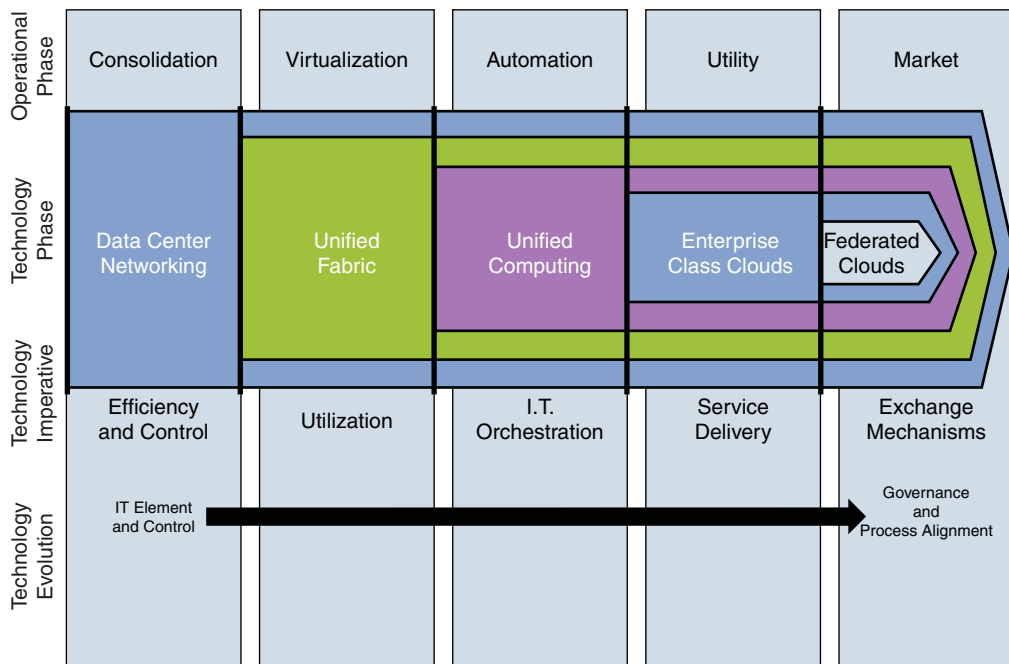 Operational
Phase
Consolidation
Virtualization
Automation
Utility
Market
Technology
Phase
Data Center
Networking
Unified
Fabric
Unified
Computing
Enterprise
Class Clouds
Federated
Clouds
Technology
Imperative
Efficiency
and Control
Utilization
I.T.
Orchestration
Service
Delivery
Exchange
Mechanisms
Technology
Evolution
IT Element
and Control
Governance
and
Process Alignment